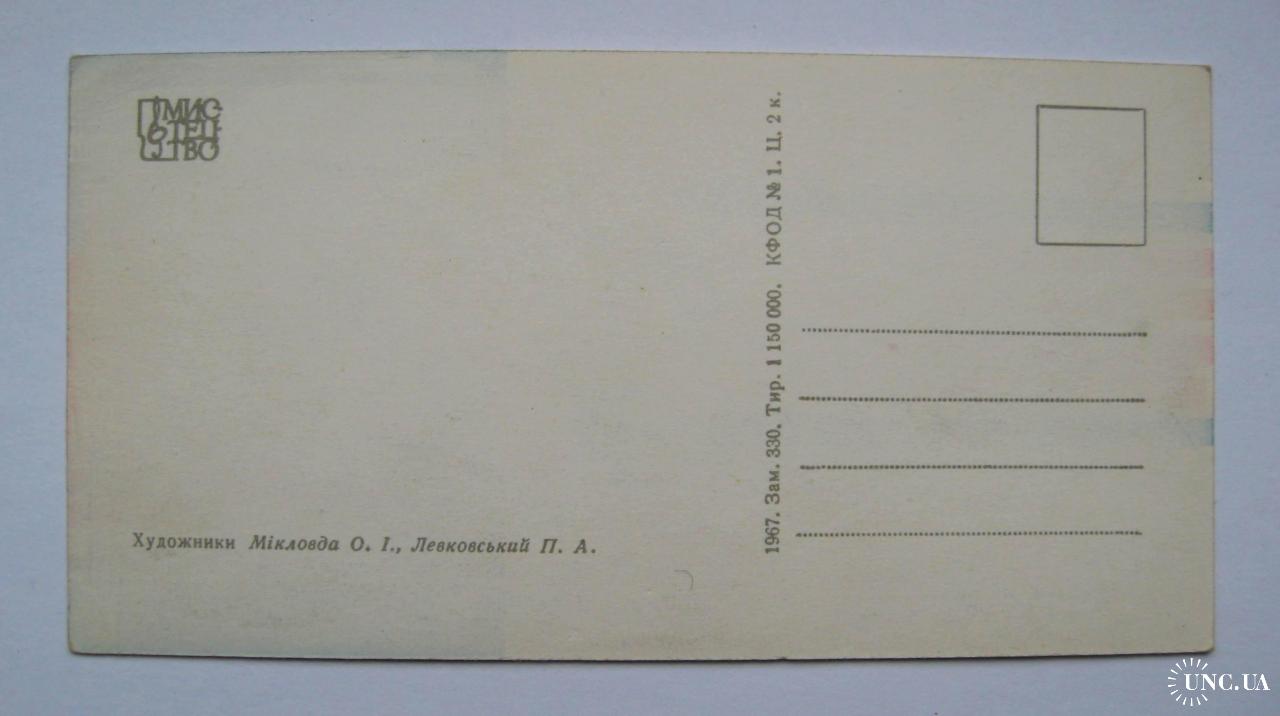 МИС-
ТЕЦ-
ТВО
Художники Мікловда О. І., Левковський П. А.
1967. Зам. 330. Тир. 1 150 000. КФОД № 1. Ц. 2 к.
UNC.UA